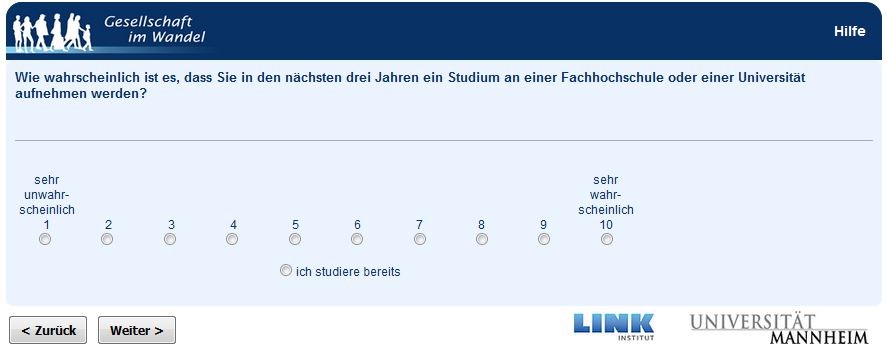 Gesellschaft
im Wandel
Hilfe
Wie wahrscheinlich ist es, dass Sie in den nächsten drei Jahren ein Studium an einer Fachhochschule oder einer Universität
aufnehmen werden?
sehr
unwahr-
scheinlich
sehr
wahr-
scheinlich
1 2 3 4 5 6 7 8 9 10
ich studiere bereits
< Zurück Weiter >
LINK
INSTITUT
UNIVERSITÄT
MANNHEIM